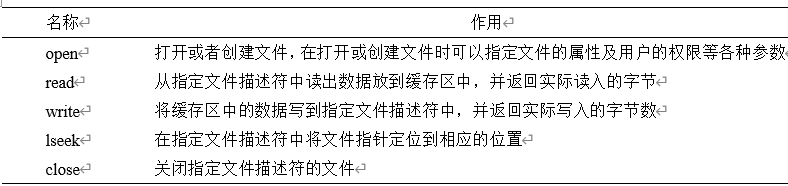 名称 作用
open 打开或者创建文件，在打开或创建文件时可以指定文件的属性及用户的权限等各种参数
read 从指定文件描述符中读出数据放到缓存区中，并返回实际读入的字节
write 将缓存区中的数据写到指定文件描述符中，并返回实际写入的字节数
lseek 在指定文件描述符中将文件指针定位到相应的位置
close 关闭指定文件描述符的文件